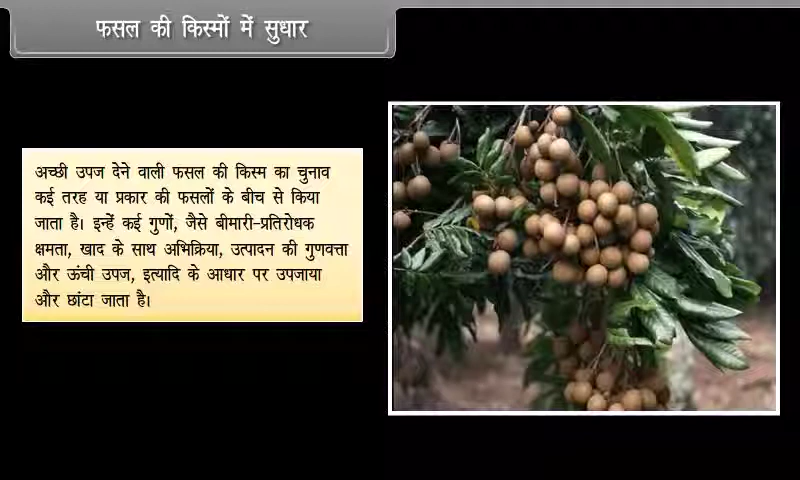 फसल की किस्मों में सुधार
अच्छी उपज देने वाली फसल की किस्म का चुनाव
कई तरह या प्रकार की फसलों के बीच से किया
जाता है। इन्हें कई गुणों, जैसे बीमारी-प्रतिरोधक
क्षमता, खाद के साथ अभिक्रिया, उत्पादन की गुणवत्ता
और ऊंची उपज, इत्यादि के आधार पर उपजाया
और छांटा जाता है।